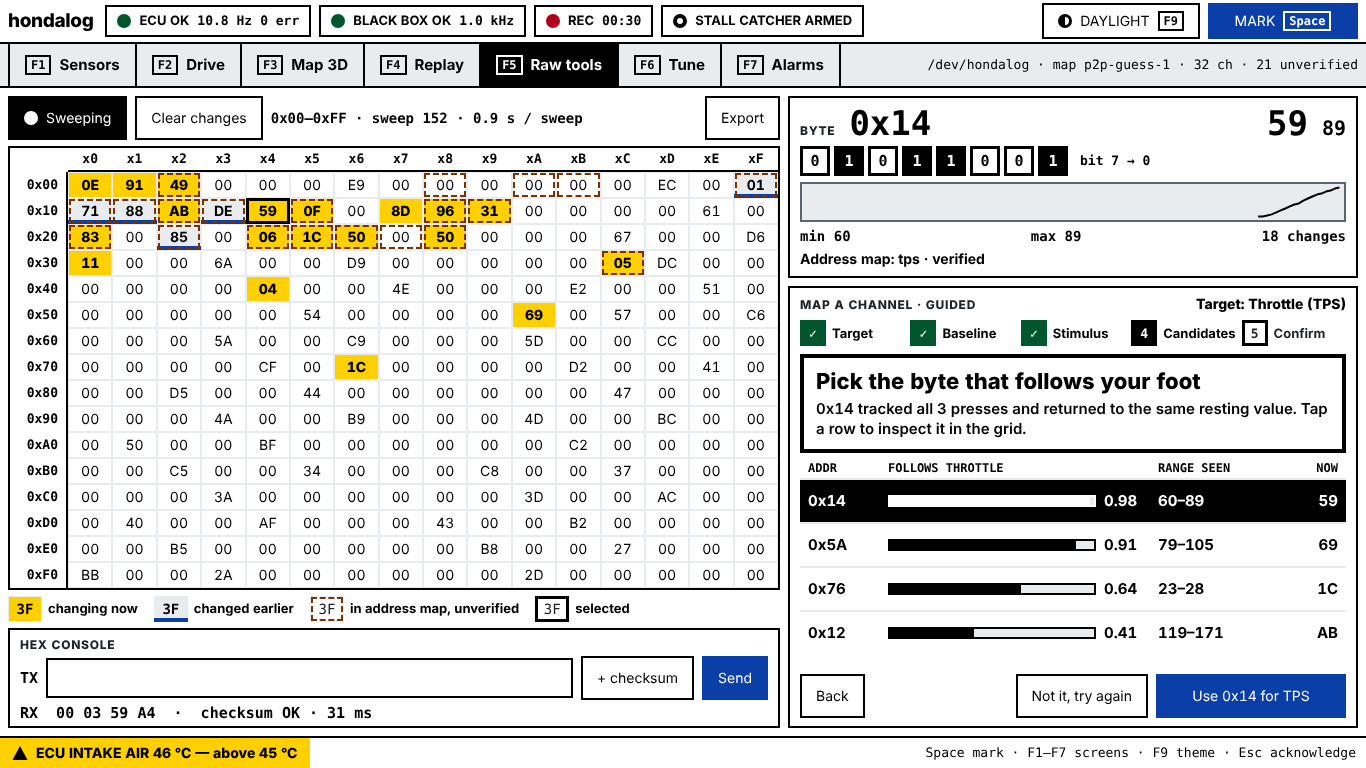 hondalog ECU OK 10.8 Hz 0 err BLACK BOX OK 1.0 kHz REC 00:30 STALL CATCHER ARMED DAYLIGHT F9 MARK Space
F1 Sensors F2 Drive F3 Map 3D F4 Replay F5 Raw tools F6 Tune F7 Alarms /dev/hondalog · map p2p-guess-1 · 32 ch · 21 unverified
Sweeping Clear changes 0x00–0xFF · sweep 152 · 0.9 s / sweep Export
x0 x1 x2 x3 x4 x5 x6 x7 x8 x9 xA xB xC xD xE xF
0x00 0E 91 49 00 00 00 E9 00 00 00 00 00 00 EC 00 01
0x10 71 88 AB DE 59 0F 00 8D 96 31 00 00 00 00 61 00
0x20 83 00 85 00 06 1C 50 00 50 00 00 00 67 00 00 D6
0x30 11 00 00 6A 00 00 D9 00 00 00 00 00 05 DC 00 00
0x40 00 00 00 00 04 00 00 4E 00 00 00 E2 00 00 51 00
0x50 00 00 00 00 00 54 00 00 00 00 69 00 57 00 00 C6
0x60 00 00 00 5A 00 00 C9 00 00 00 5D 00 00 CC 00 00
0x70 00 00 00 00 CF 00 1C 00 00 00 00 D2 00 00 41 00
0x80 00 00 D5 00 00 44 00 00 00 00 00 00 47 00 00 00
0x90 00 00 00 4A 00 00 B9 00 00 00 4D 00 00 BC 00 00
0xA0 00 50 00 00 BF 00 00 00 00 00 00 C2 00 00 00 00
0xB0 00 00 C5 00 00 34 00 00 00 C8 00 00 37 00 00 00
0xC0 00 00 00 3A 00 00 00 00 00 00 3D 00 00 AC 00 00
0xD0 00 40 00 00 AF 00 00 00 43 00 00 B2 00 00 00 00
0xE0 00 00 B5 00 00 00 00 00 00 B8 00 00 27 00 00 00
0xF0 BB 00 00 2A 00 00 00 00 00 00 2D 00 00 00 00 00
3F changing now 3F changed earlier 3F in address map, unverified 3F selected
HEX CONSOLE
TX + checksum Send
RX 00 03 59 A4 · checksum OK · 31 ms
BYTE 0x14 59 89
0 1 0 1 1 0 0 1 bit 7 → 0
min 60 max 89 18 changes
Address map: tps · verified
MAP A CHANNEL · GUIDED Target: Throttle (TPS)
✓ Target ✓ Baseline ✓ Stimulus 4 Candidates 5 Confirm
Pick the byte that follows your foot
0x14 tracked all 3 presses and returned to the same resting value. Tap
a row to inspect it in the grid.
ADDR FOLLOWS THROTTLE RANGE SEEN NOW
0x14 0.98 60–89 59
0x5A 0.91 79–105 69
0x76 0.64 23–28 1C
0x12 0.41 119–171 AB
Back Not it, try again Use 0x14 for TPS
ECU INTAKE AIR 46 °C — above 45 °C Space mark · F1–F7 screens · F9 theme · Esc acknowledge